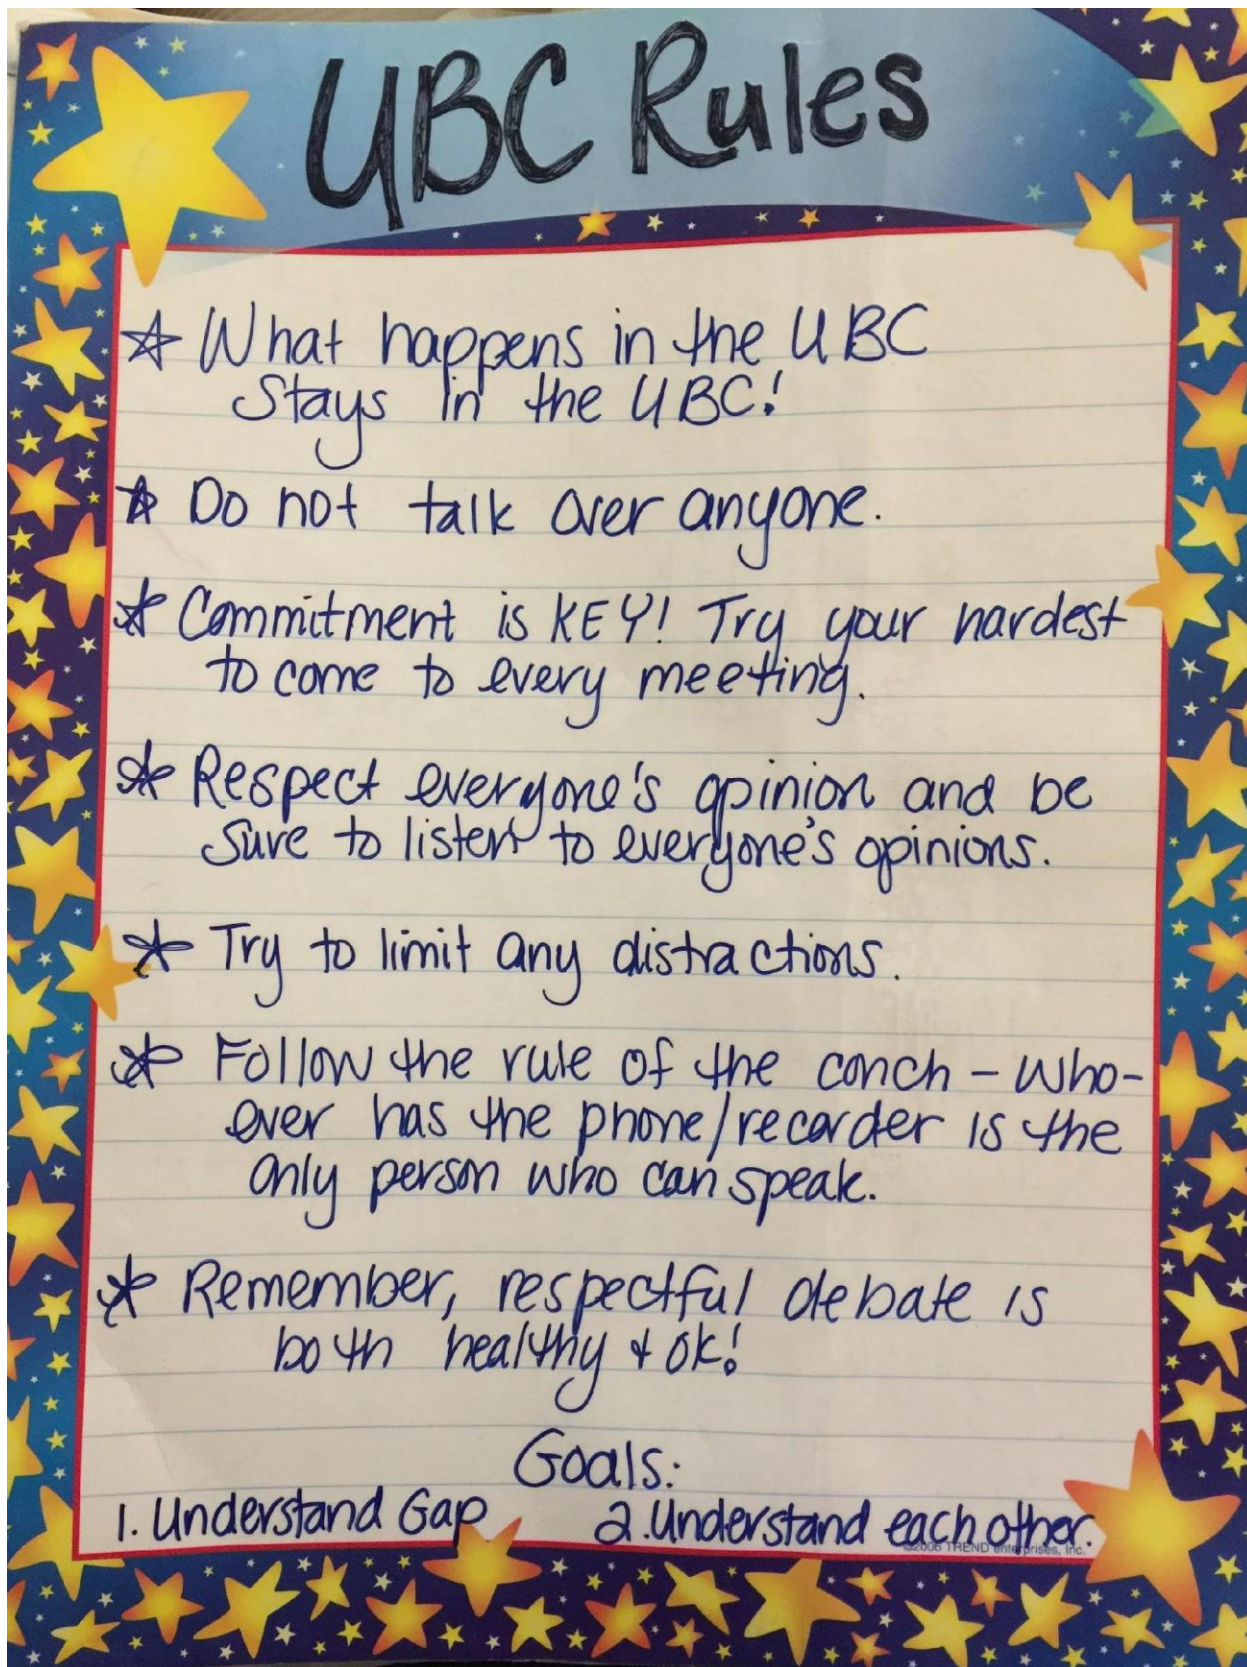 UBC Rules
☆ What happens in the UBC
Stays in the UBC!
☆ Do not talk over anyone.
☆ Commitment is KEY! Try your hardest
to come to every meeting.
☆ Respect everyone's opinion and be
sure to listen to everyone's opinions.
☆ Try to limit any distractions.
☆ Follow the rule of the conch - who-
ever has the phone/recorder is the
only person who can speak.
☆ Remember, respectful debate is
both healthy + ok!
Goals:
1. Understand Gap 2. Understand each other.
©2006 TREND enterprises, Inc.